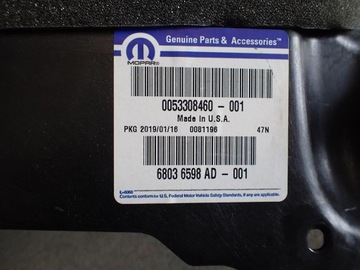 Genuine Parts & Accessories™
MOPAR®
0053308460 - 001
Made in U.S.A.
PKG 2019/01/16 0081196 47N
6803 6598 AD - 001
Contents conform to U.S. Federal Motor Vehicle Safety Standards, if any are applicable.